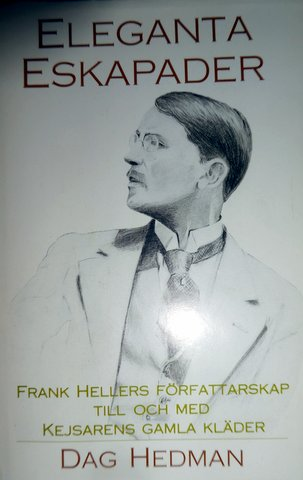 ELEGANTA
ESKAPADER
FRANK HELLERS FÖRFATTARSKAP
TILL OCH MED
KEJSARENS GAMLA KLÄDER
DAG HEDMAN